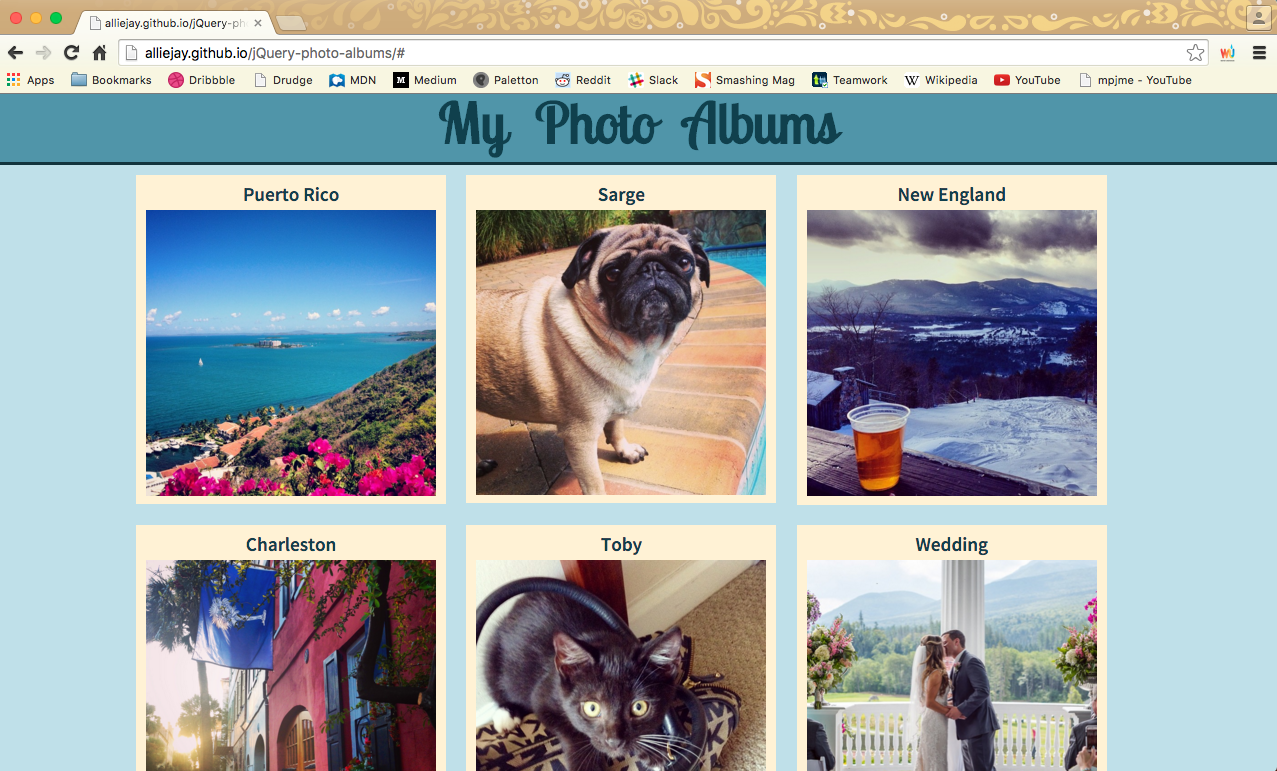 alliejay.github.io/jQuery-ph
alliejay.github.io/jQuery-photo-albums/#
Apps Bookmarks Dribbble Drudge MDN Medium Paletton Reddit Slack Smashing Mag Teamwork Wikipedia YouTube mpjme - YouTube
My Photo Albums
Puerto Rico Sarge New England
Charleston Toby Wedding